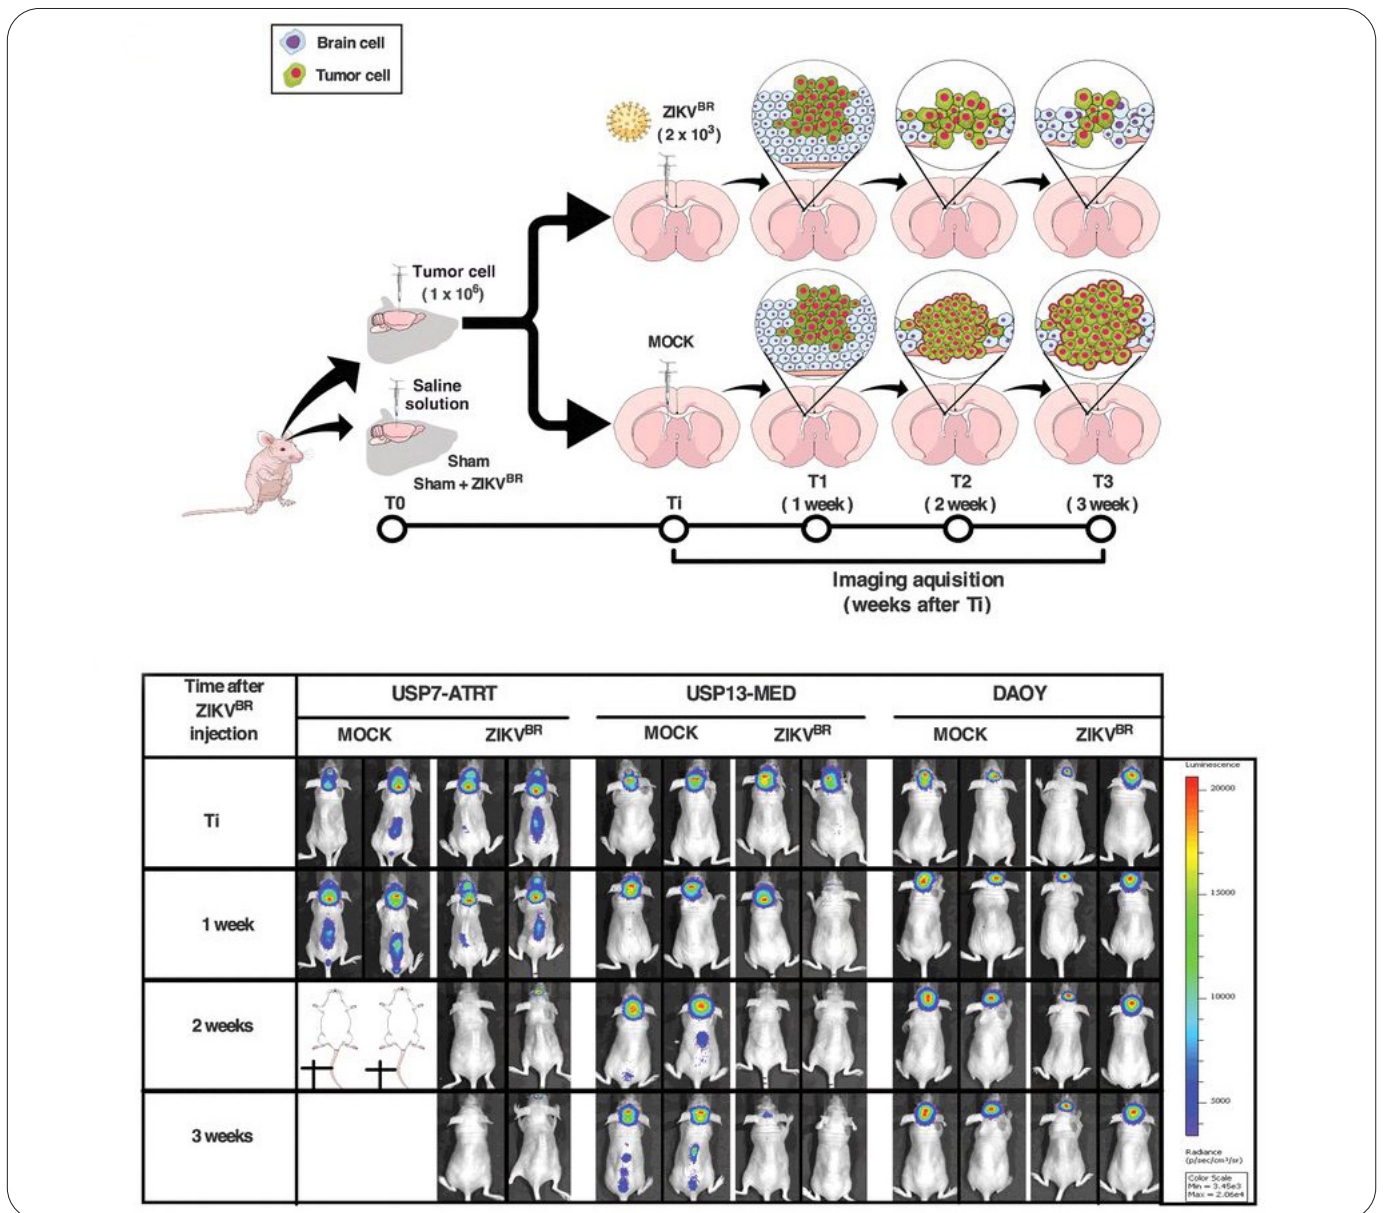 Brain cell
Tumor cell
ZIKV^BR
(2 x 10³)
Tumor cell
(1 x 10⁶)
MOCK
Saline
solution
Sham
Sham + ZIKV^BR
T0
Ti
T1
(1 week)
T2
(2 week)
T3
(3 week)
Imaging aquisition
(weeks after Ti)
Time after
ZIKV^BR
injection
USP7-ATRT
USP13-MED
DAOY
MOCK
ZIKV^BR
MOCK
ZIKV^BR
MOCK
ZIKV^BR
Ti
1 week
2 weeks
3 weeks
Luminescence
20000
15000
10000
5000
Radiance
(p/sec/cm²/sr)
Color Scale
Min = 3.45e3
Max = 2.06e4